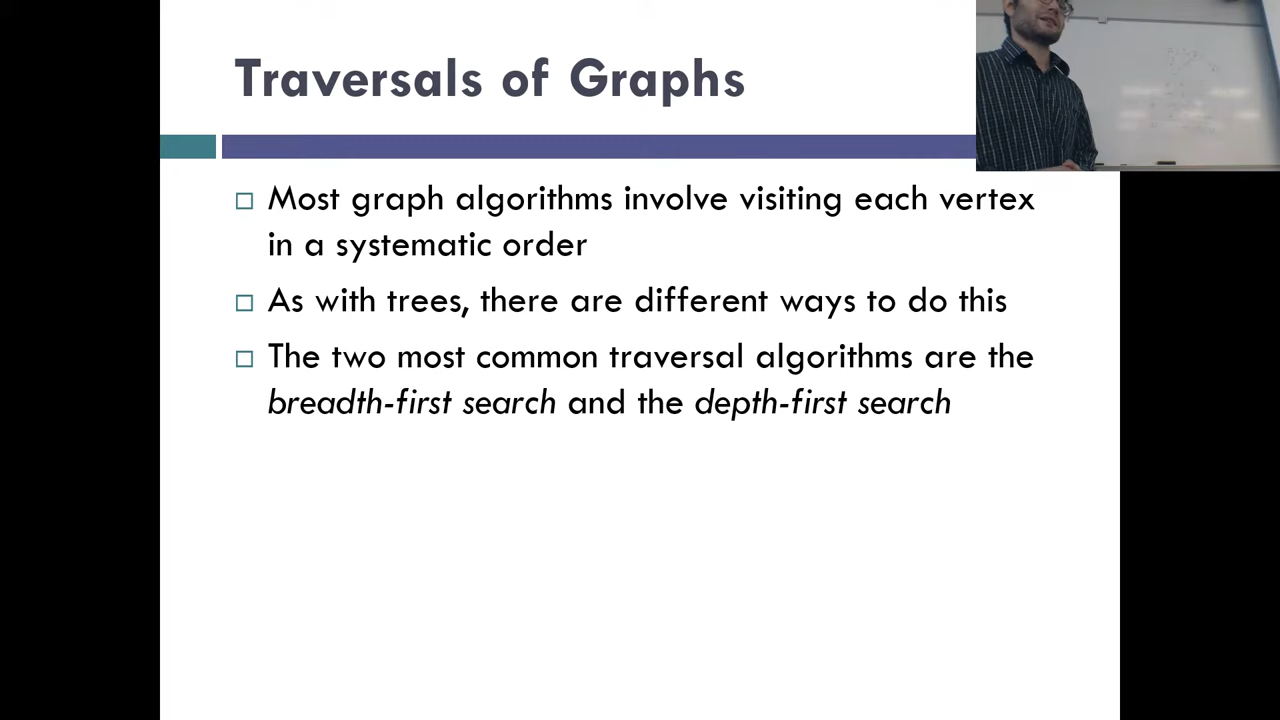 Traversals of Graphs
Most graph algorithms involve visiting each vertex
in a systematic order
As with trees, there are different ways to do this
The two most common traversal algorithms are the
breadth-first search and the depth-first search